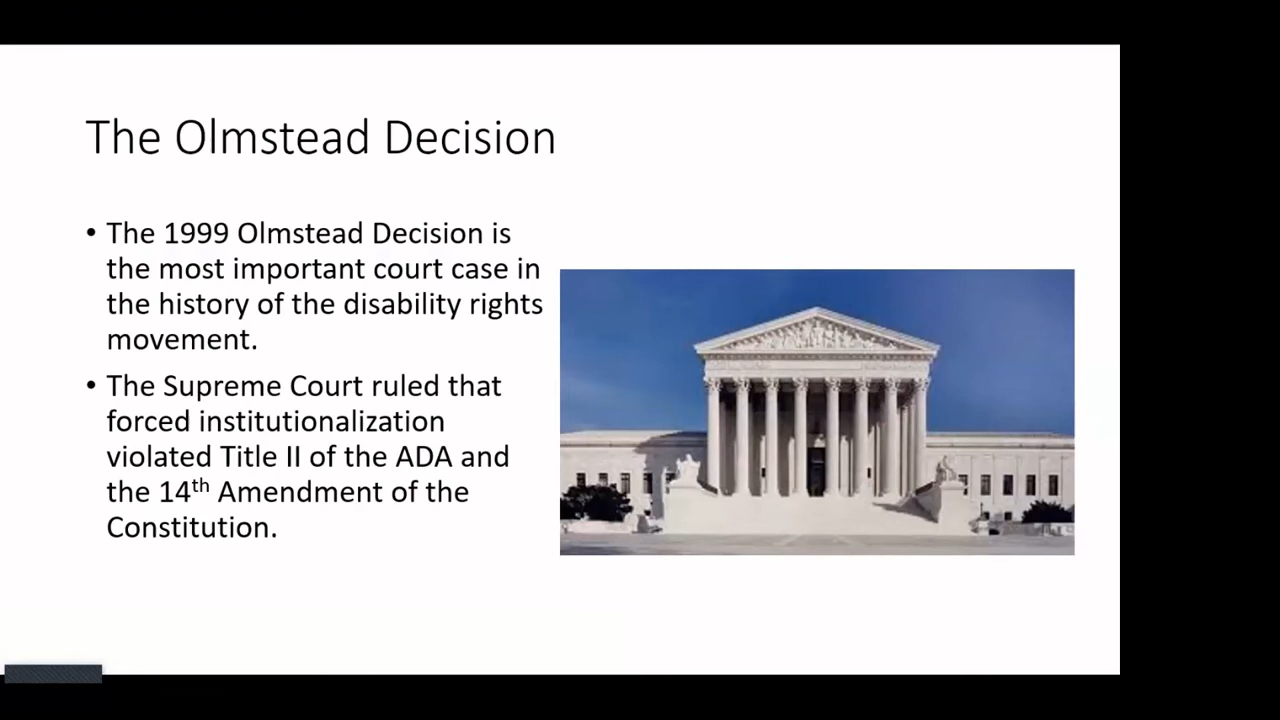 The Olmstead Decision
• The 1999 Olmstead Decision is
the most important court case in
the history of the disability rights
movement.
• The Supreme Court ruled that
forced institutionalization
violated Title II of the ADA and
the 14th Amendment of the
Constitution.